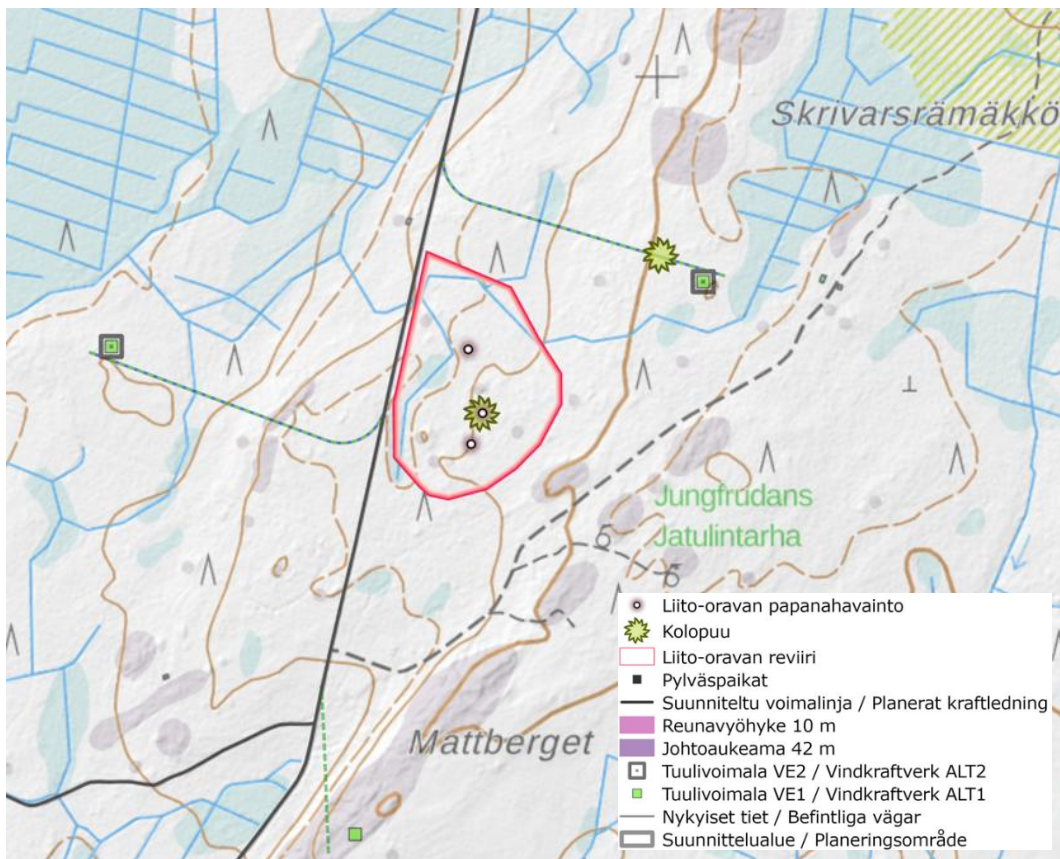 Skrivarsrämäkkö
Jungfrudans
Jatulintarha
Mattberget
Liito-oravan papanahavainto
Kolopuu
Liito-oravan reviiri
Pylväspaikat
Suunniteltu voimalinja / Planerat kraftledning
Reunavyöhyke 10 m
Johtoaukeama 42 m
Tuulivoimala VE2 / Vindkraftverk ALT2
Tuulivoimala VE1 / Vindkraftverk ALT1
Nykyiset tiet / Befintliga vägar
Suunnittelualue / Planeringsområde